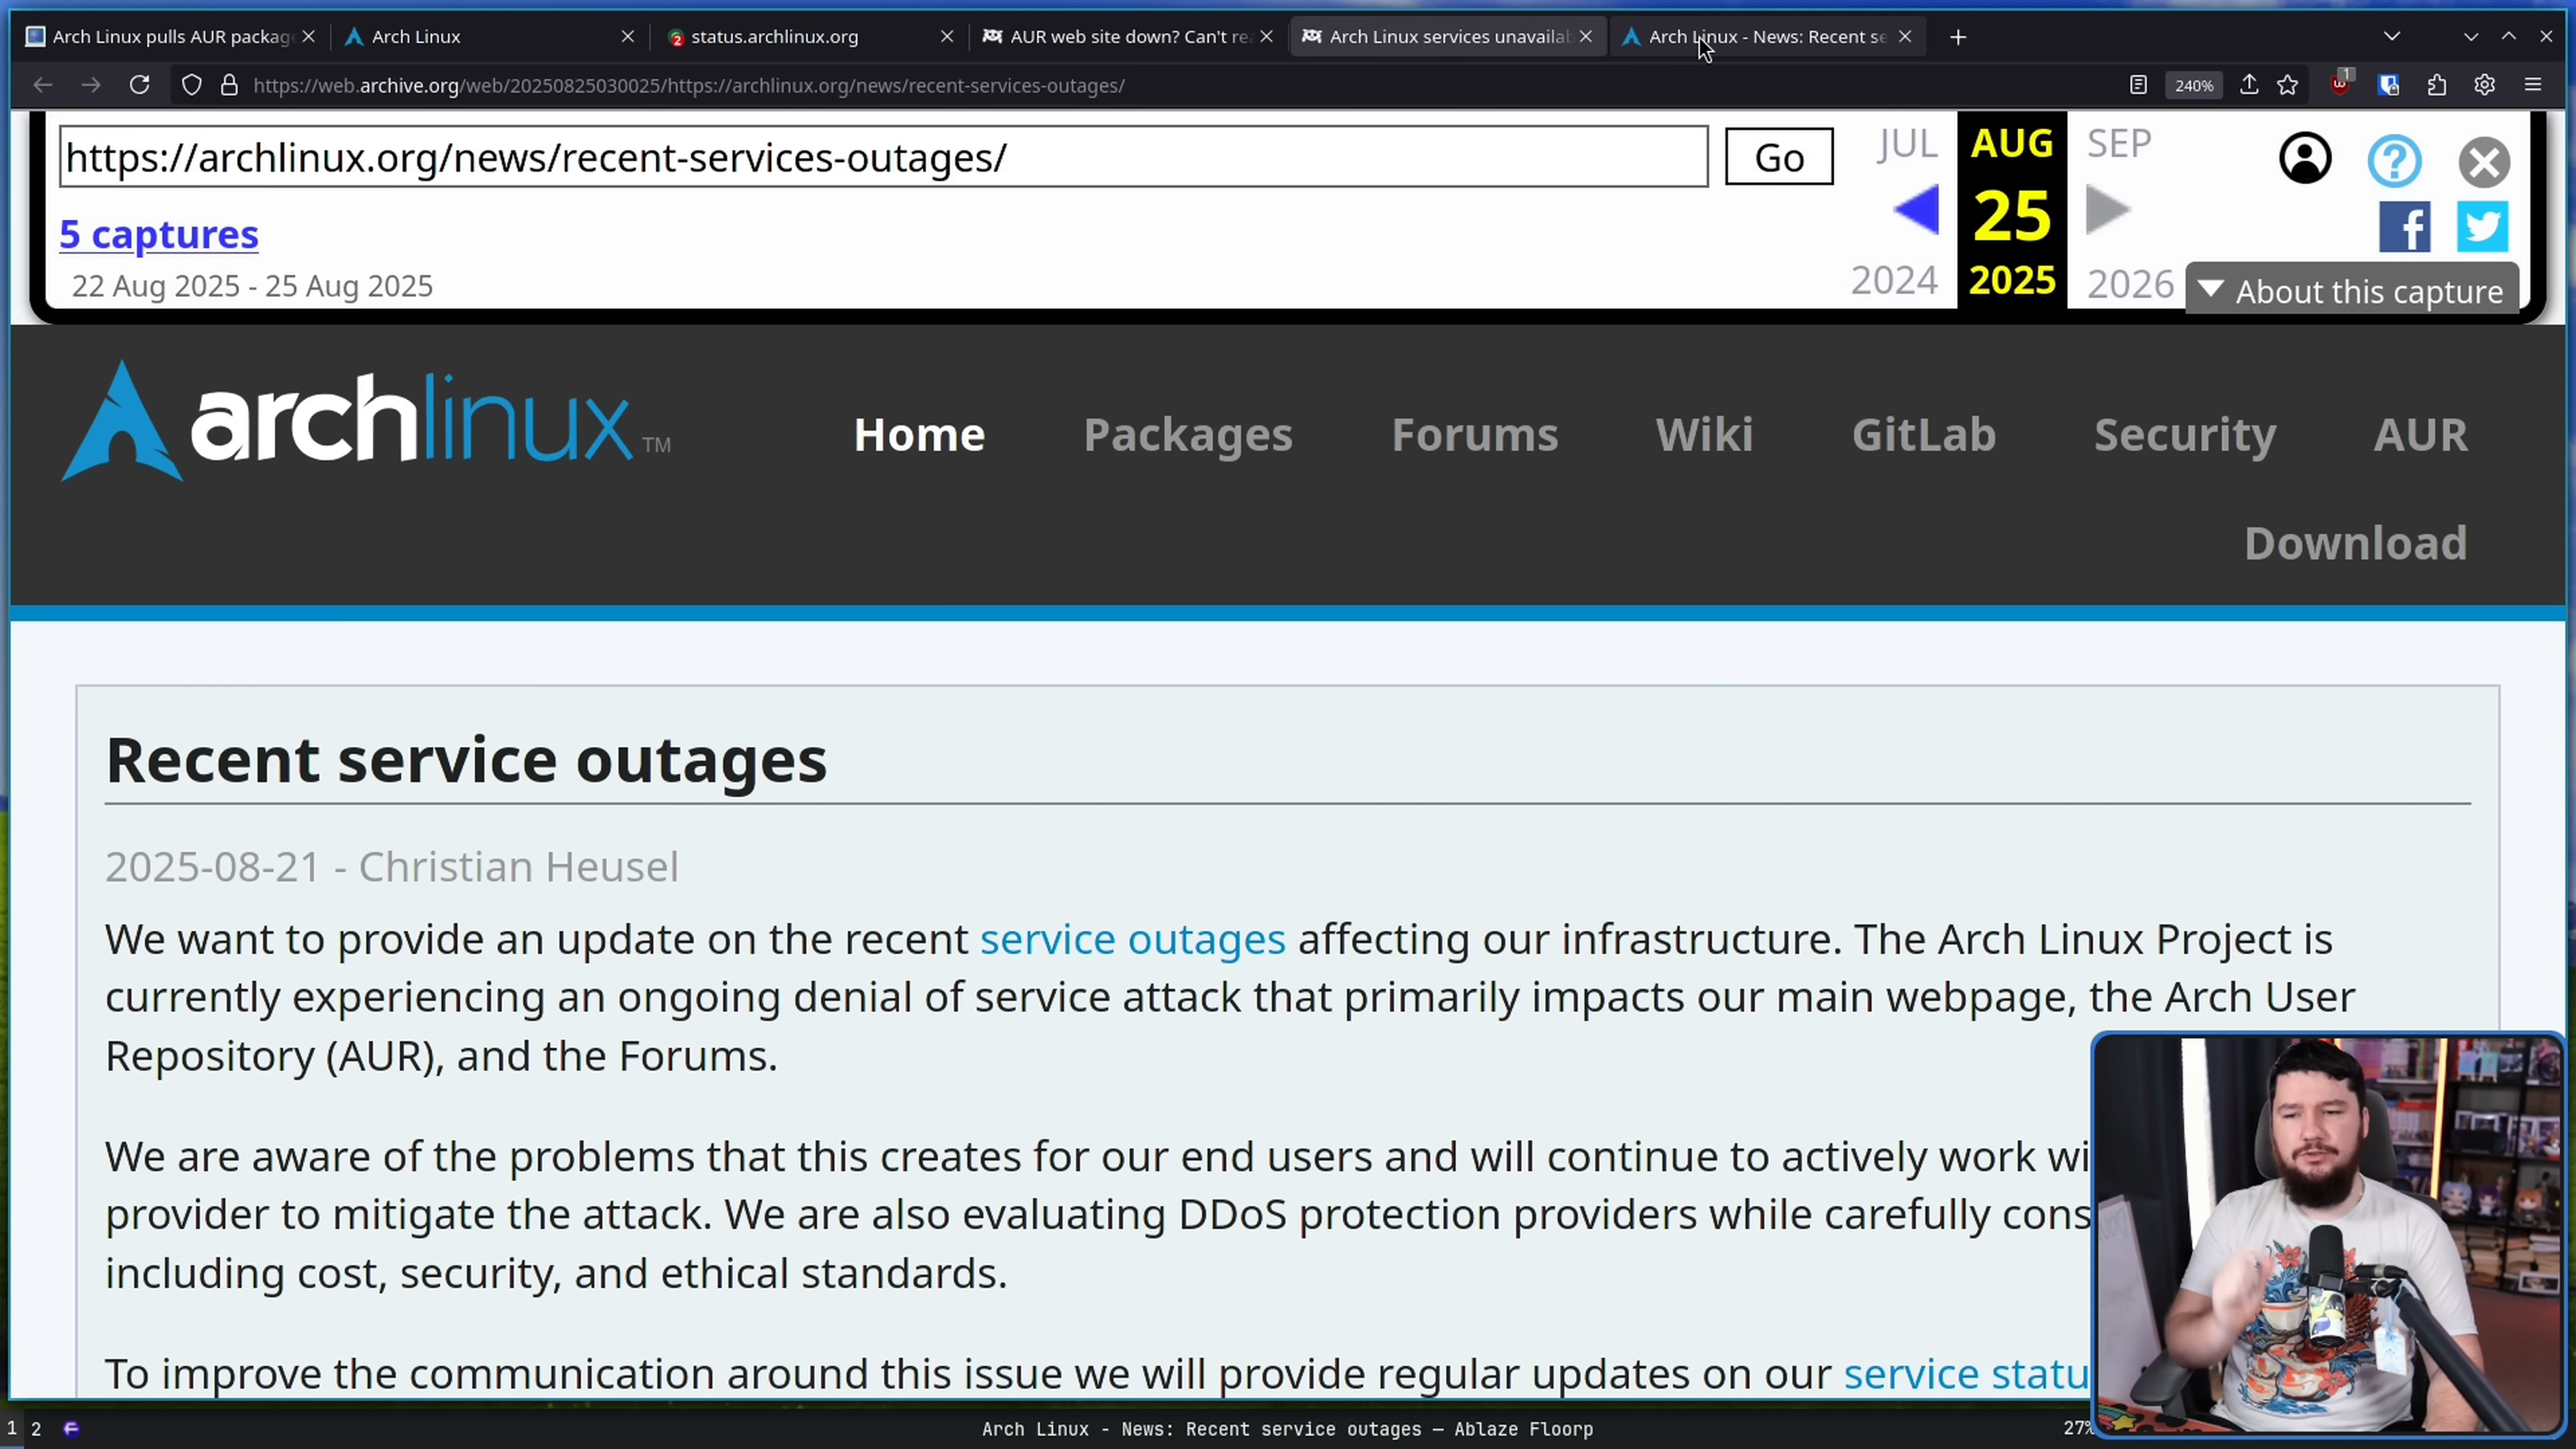 Arch Linux pulls AUR packag
Arch Linux
2
status.archlinux.org
AUR web site down? Can't re
Arch Linux services unavailab
Arch Linux - News: Recent se
https://web.archive.org/web/20250825030025/https://archlinux.org/news/recent-services-outages/
240%
1
https://archlinux.org/news/recent-services-outages/
Go
JUL
AUG
SEP
5 captures
25
22 Aug 2025 - 25 Aug 2025
2024
2025
2026
About this capture
archlinux TM
Home
Packages
Forums
Wiki
GitLab
Security
AUR
Download
Recent service outages
2025-08-21 - Christian Heusel
We want to provide an update on the recent service outages affecting our infrastructure. The Arch Linux Project is
currently experiencing an ongoing denial of service attack that primarily impacts our main webpage, the Arch User
Repository (AUR), and the Forums.
We are aware of the problems that this creates for our end users and will continue to actively work wi
provider to mitigate the attack. We are also evaluating DDoS protection providers while carefully cons
including cost, security, and ethical standards.
To improve the communication around this issue we will provide regular updates on our service statu
1 2
Arch Linux - News: Recent service outages — Ablaze Floorp
27%